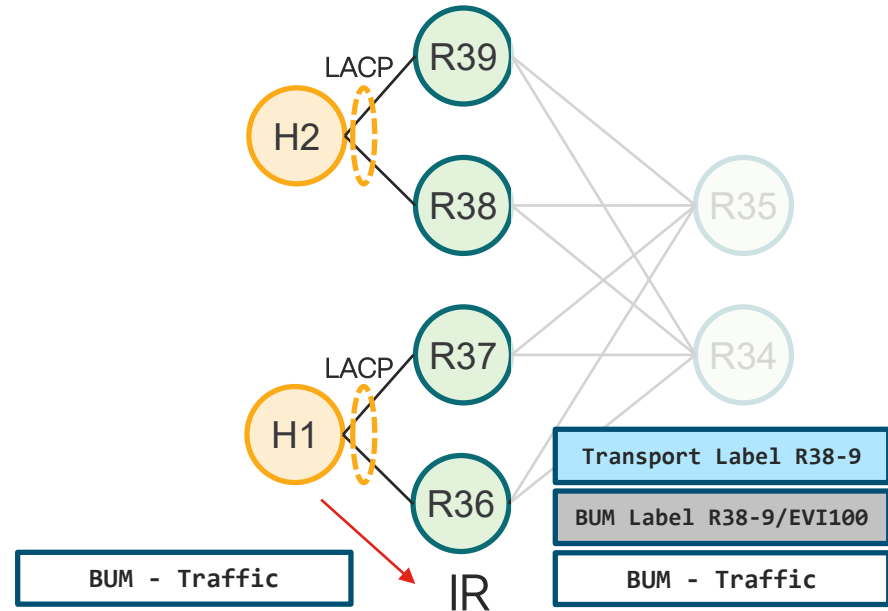 R39
LACP
H2
R38
R35
R37
R34
LACP
H1
R36
Transport Label R38-9
BUM Label R38-9/EVI100
BUM - Traffic
BUM - Traffic
IR